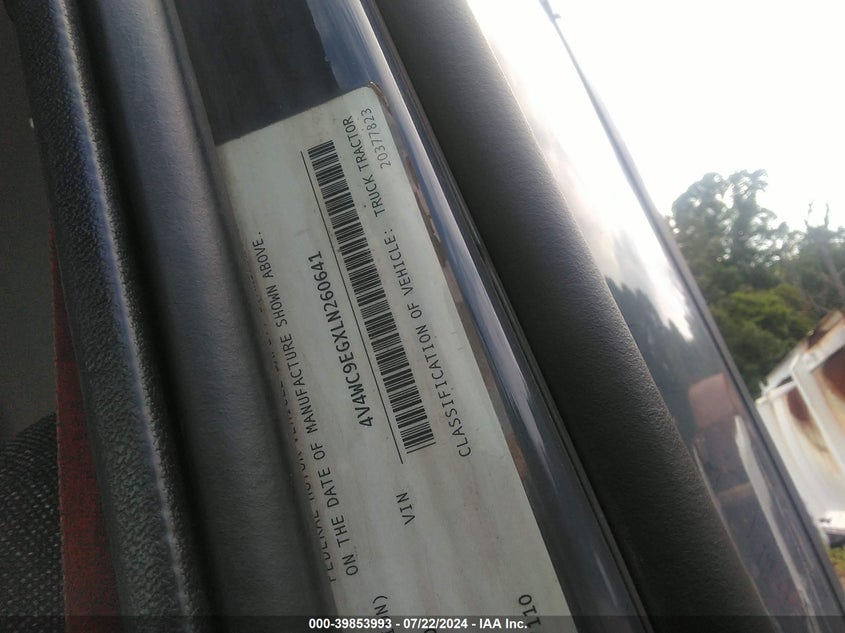 FEDERAL MOTOR VEHICLE
ON THE DATE OF MANUFACTURE SHOWN ABOVE.
4V4WC9EGXLN260641
VIN
CLASSIFICATION OF VEHICLE: TRUCK TRACTOR
20377823
110
000-39853993 - 07/22/2024 - IAA Inc.